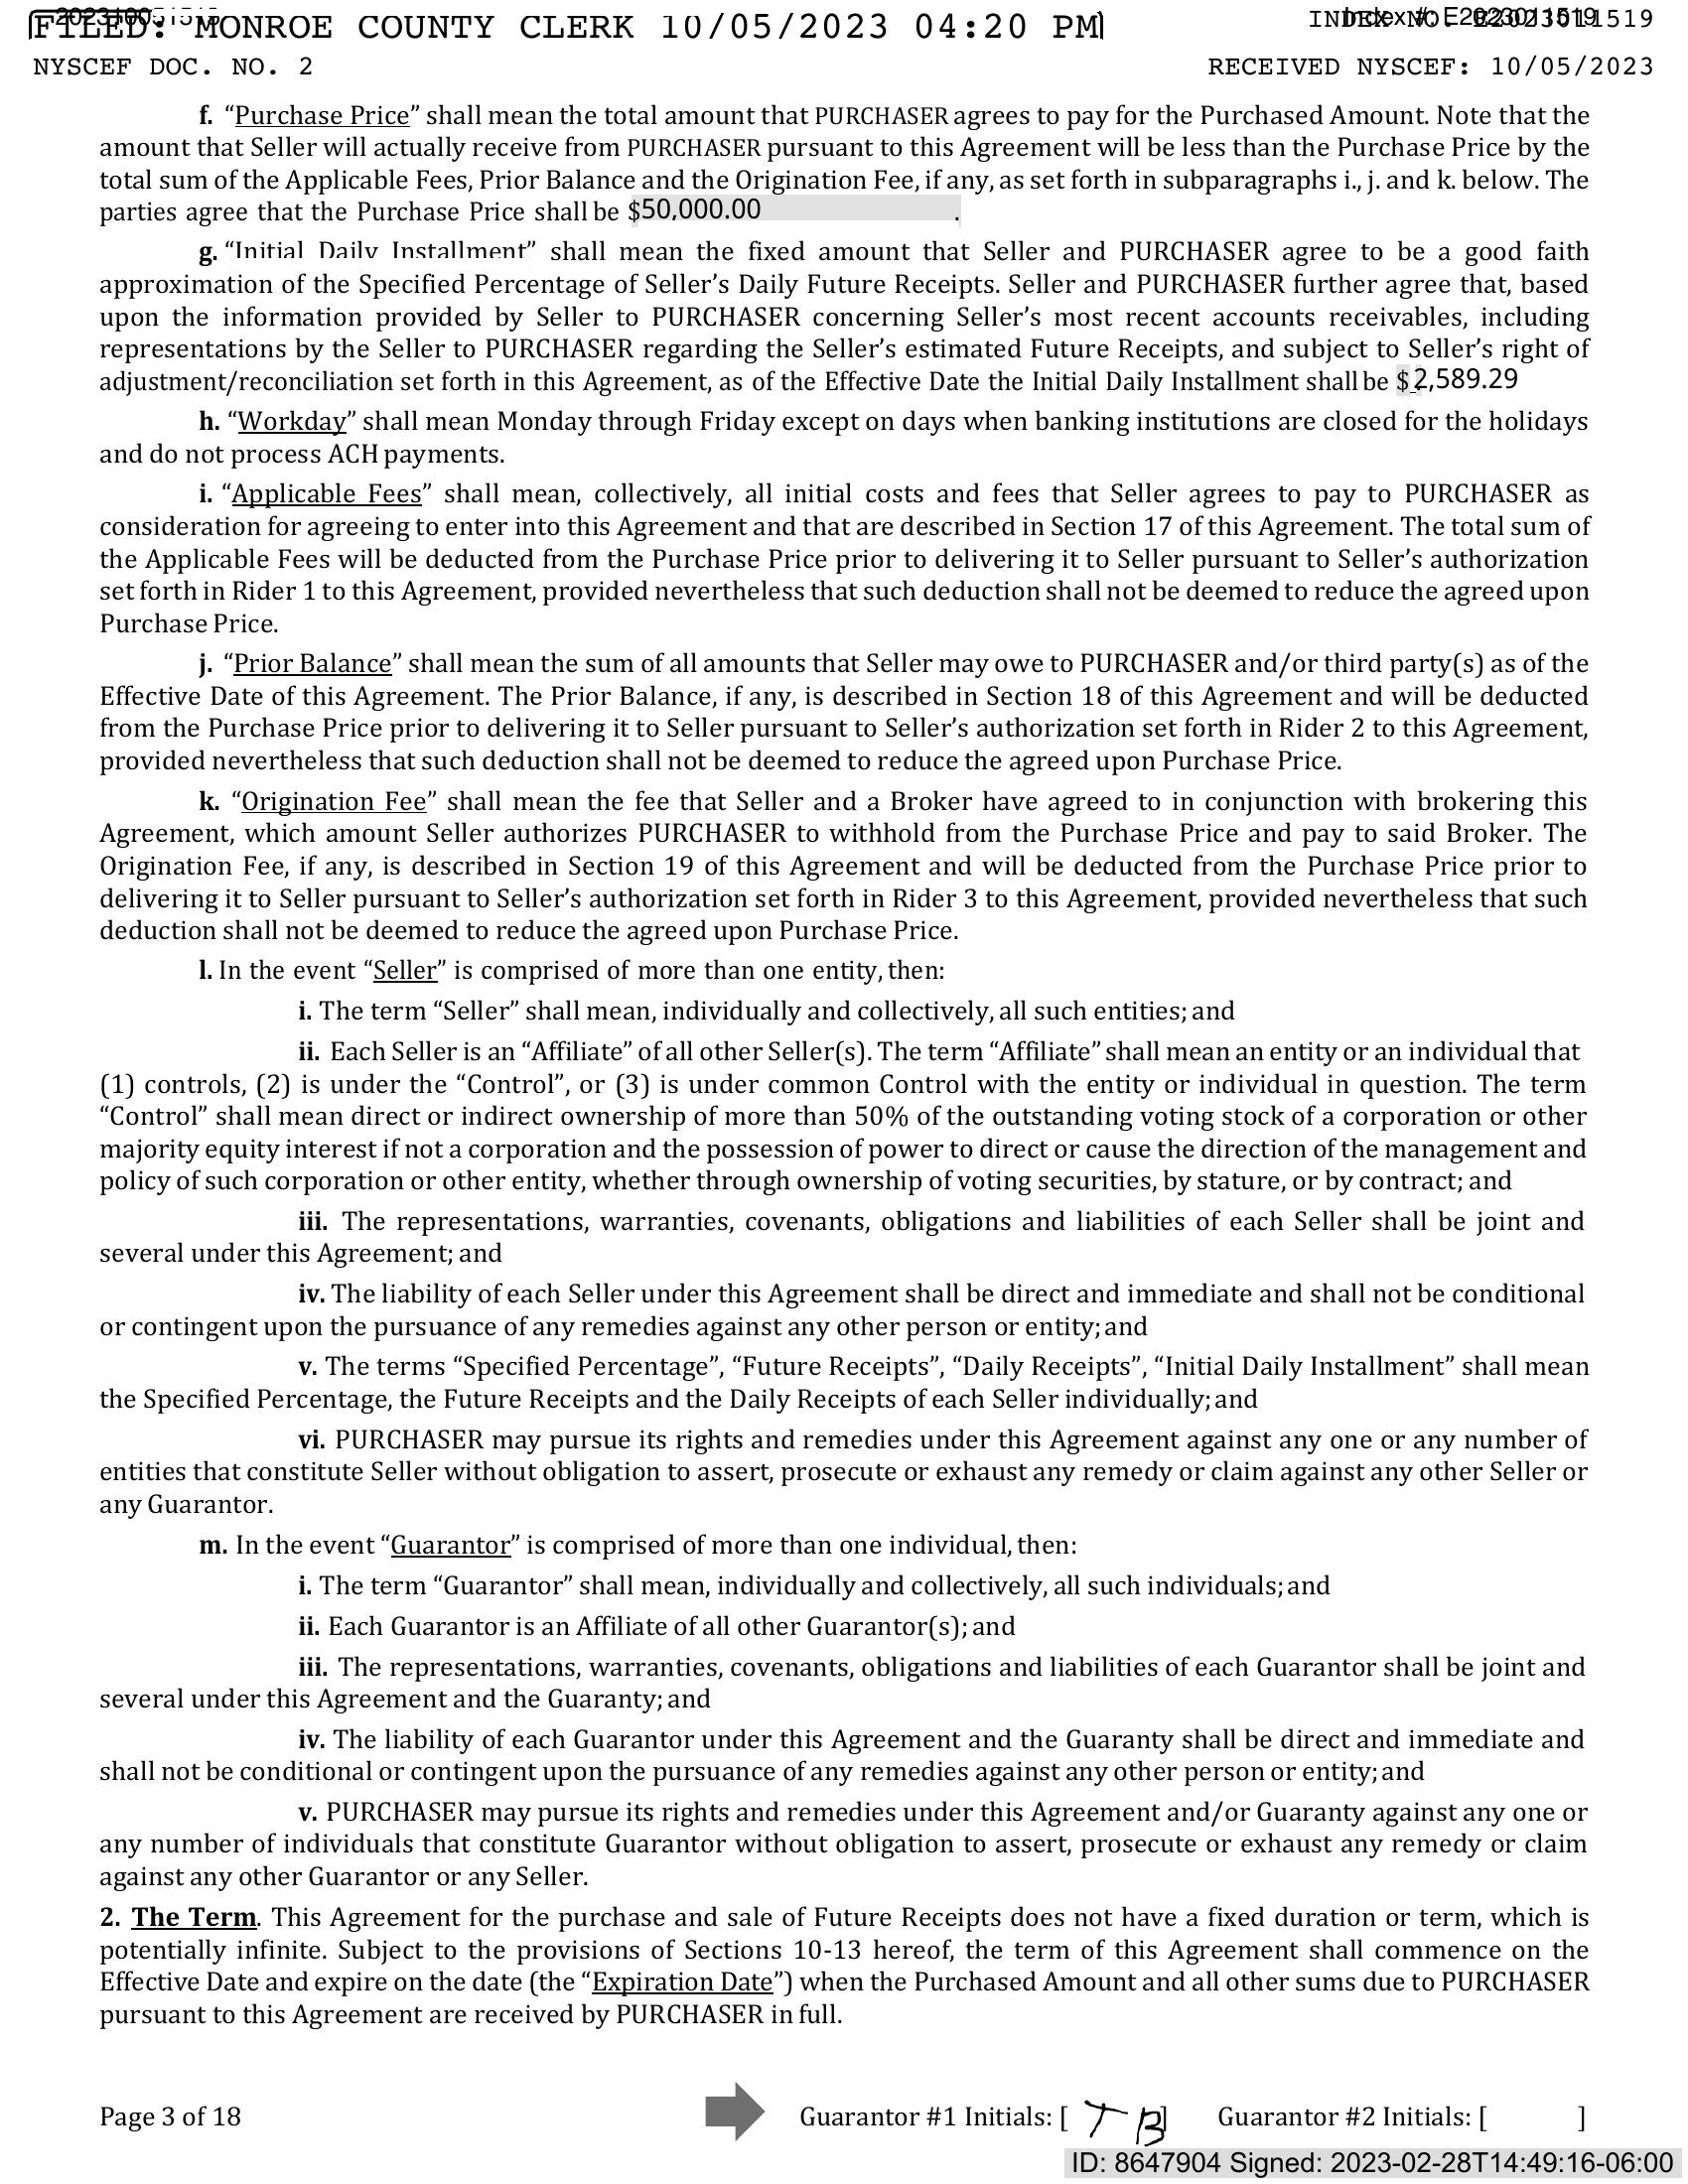 202310051515
FILED: MONROE COUNTY CLERK 10/05/2023 04:20 PM
INDEX NO. E2023011519
Index #: E2023011519
NYSCEF DOC. NO. 2
RECEIVED NYSCEF: 10/05/2023
f. “Purchase Price” shall mean the total amount that PURCHASER agrees to pay for the Purchased Amount. Note that the
amount that Seller will actually receive from PURCHASER pursuant to this Agreement will be less than the Purchase Price by the
total sum of the Applicable Fees, Prior Balance and the Origination Fee, if any, as set forth in subparagraphs i., j. and k. below. The
parties agree that the Purchase Price shall be $50,000.00 .
g. “Initial Daily Installment” shall mean the fixed amount that Seller and PURCHASER agree to be a good faith
approximation of the Specified Percentage of Seller’s Daily Future Receipts. Seller and PURCHASER further agree that, based
upon the information provided by Seller to PURCHASER concerning Seller’s most recent accounts receivables, including
representations by the Seller to PURCHASER regarding the Seller’s estimated Future Receipts, and subject to Seller’s right of
adjustment/reconciliation set forth in this Agreement, as of the Effective Date the Initial Daily Installment shall be $2,589.29
h. “Workday” shall mean Monday through Friday except on days when banking institutions are closed for the holidays
and do not process ACH payments.
i. “Applicable Fees” shall mean, collectively, all initial costs and fees that Seller agrees to pay to PURCHASER as
consideration for agreeing to enter into this Agreement and that are described in Section 17 of this Agreement. The total sum of
the Applicable Fees will be deducted from the Purchase Price prior to delivering it to Seller pursuant to Seller’s authorization
set forth in Rider 1 to this Agreement, provided nevertheless that such deduction shall not be deemed to reduce the agreed upon
Purchase Price.
j. “Prior Balance” shall mean the sum of all amounts that Seller may owe to PURCHASER and/or third party(s) as of the
Effective Date of this Agreement. The Prior Balance, if any, is described in Section 18 of this Agreement and will be deducted
from the Purchase Price prior to delivering it to Seller pursuant to Seller’s authorization set forth in Rider 2 to this Agreement,
provided nevertheless that such deduction shall not be deemed to reduce the agreed upon Purchase Price.
k. “Origination Fee” shall mean the fee that Seller and a Broker have agreed to in conjunction with brokering this
Agreement, which amount Seller authorizes PURCHASER to withhold from the Purchase Price and pay to said Broker. The
Origination Fee, if any, is described in Section 19 of this Agreement and will be deducted from the Purchase Price prior to
delivering it to Seller pursuant to Seller’s authorization set forth in Rider 3 to this Agreement, provided nevertheless that such
deduction shall not be deemed to reduce the agreed upon Purchase Price.
l. In the event “Seller” is comprised of more than one entity, then:
i. The term “Seller” shall mean, individually and collectively, all such entities; and
ii. Each Seller is an “Affiliate” of all other Seller(s). The term “Affiliate” shall mean an entity or an individual that
(1) controls, (2) is under the “Control”, or (3) is under common Control with the entity or individual in question. The term
“Control” shall mean direct or indirect ownership of more than 50% of the outstanding voting stock of a corporation or other
majority equity interest if not a corporation and the possession of power to direct or cause the direction of the management and
policy of such corporation or other entity, whether through ownership of voting securities, by stature, or by contract; and
iii. The representations, warranties, covenants, obligations and liabilities of each Seller shall be joint and
several under this Agreement; and
iv. The liability of each Seller under this Agreement shall be direct and immediate and shall not be conditional
or contingent upon the pursuance of any remedies against any other person or entity; and
v. The terms “Specified Percentage”, “Future Receipts”, “Daily Receipts”, “Initial Daily Installment” shall mean
the Specified Percentage, the Future Receipts and the Daily Receipts of each Seller individually; and
vi. PURCHASER may pursue its rights and remedies under this Agreement against any one or any number of
entities that constitute Seller without obligation to assert, prosecute or exhaust any remedy or claim against any other Seller or
any Guarantor.
m. In the event “Guarantor” is comprised of more than one individual, then:
i. The term “Guarantor” shall mean, individually and collectively, all such individuals; and
ii. Each Guarantor is an Affiliate of all other Guarantor(s); and
iii. The representations, warranties, covenants, obligations and liabilities of each Guarantor shall be joint and
several under this Agreement and the Guaranty; and
iv. The liability of each Guarantor under this Agreement and the Guaranty shall be direct and immediate and
shall not be conditional or contingent upon the pursuance of any remedies against any other person or entity; and
v. PURCHASER may pursue its rights and remedies under this Agreement and/or Guaranty against any one or
any number of individuals that constitute Guarantor without obligation to assert, prosecute or exhaust any remedy or claim
against any other Guarantor or any Seller.
2. The Term. This Agreement for the purchase and sale of Future Receipts does not have a fixed duration or term, which is
potentially infinite. Subject to the provisions of Sections 10-13 hereof, the term of this Agreement shall commence on the
Effective Date and expire on the date (the “Expiration Date”) when the Purchased Amount and all other sums due to PURCHASER
pursuant to this Agreement are received by PURCHASER in full.
Page 3 of 18
Guarantor #1 Initials: [ TB ]
Guarantor #2 Initials: [ ]
ID: 8647904 Signed: 2023-02-28T14:49:16-06:00